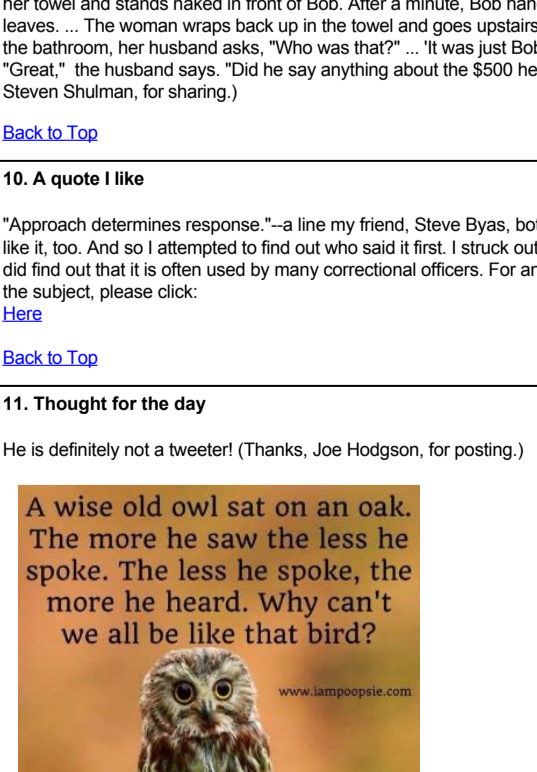 her towel and stands naked in front of Bob. After a minute, Bob
leaves. ... The woman wraps back up in the towel and goes upstairs
the bathroom, her husband asks, "Who was that?" ... 'It was just
"Great," the husband says. "Did he say anything about the $500 he
Steven Shulman, for sharing.)
Back to Top
10. A quote I like
"Approach determines response."--a line my friend, Steve Byas,
like it, too. And so I attempted to find out who said it first. I struck out
did find out that it is often used by many correctional officers. For
the subject, please click:
Here
Back to Top
11. Thought for the day
He is definitely not a tweeter! (Thanks, Joe Hodgson, for posting.)
A wise old owl sat on an oak.
The more he saw the less he
spoke. The less he spoke, the
more he heard. Why can't
we all be like that bird?
www.iampoopsie.com